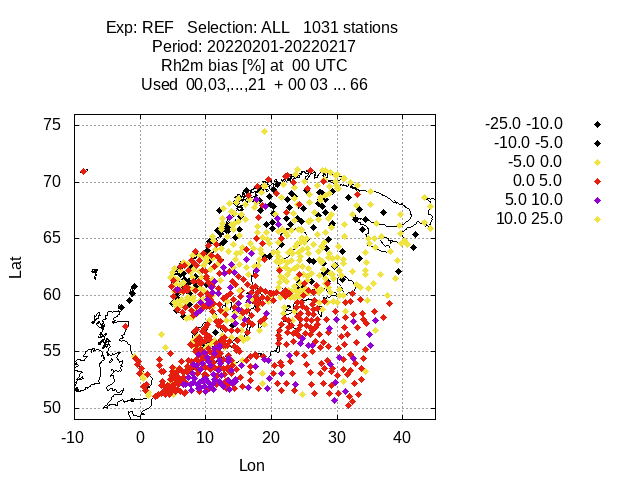 Exp: REF   Selection: ALL   1031 stations
Period: 20220201-20220217
Rh2m bias [%] at  00 UTC
Used  00,03,...,21  + 00 03 ... 66
-25.0 -10.0
-10.0 -5.0
-5.0 0.0
0.0 5.0
5.0 10.0
10.0 25.0
75
70
65
60
55
50
Lat
-10 0 10 20 30 40
Lon